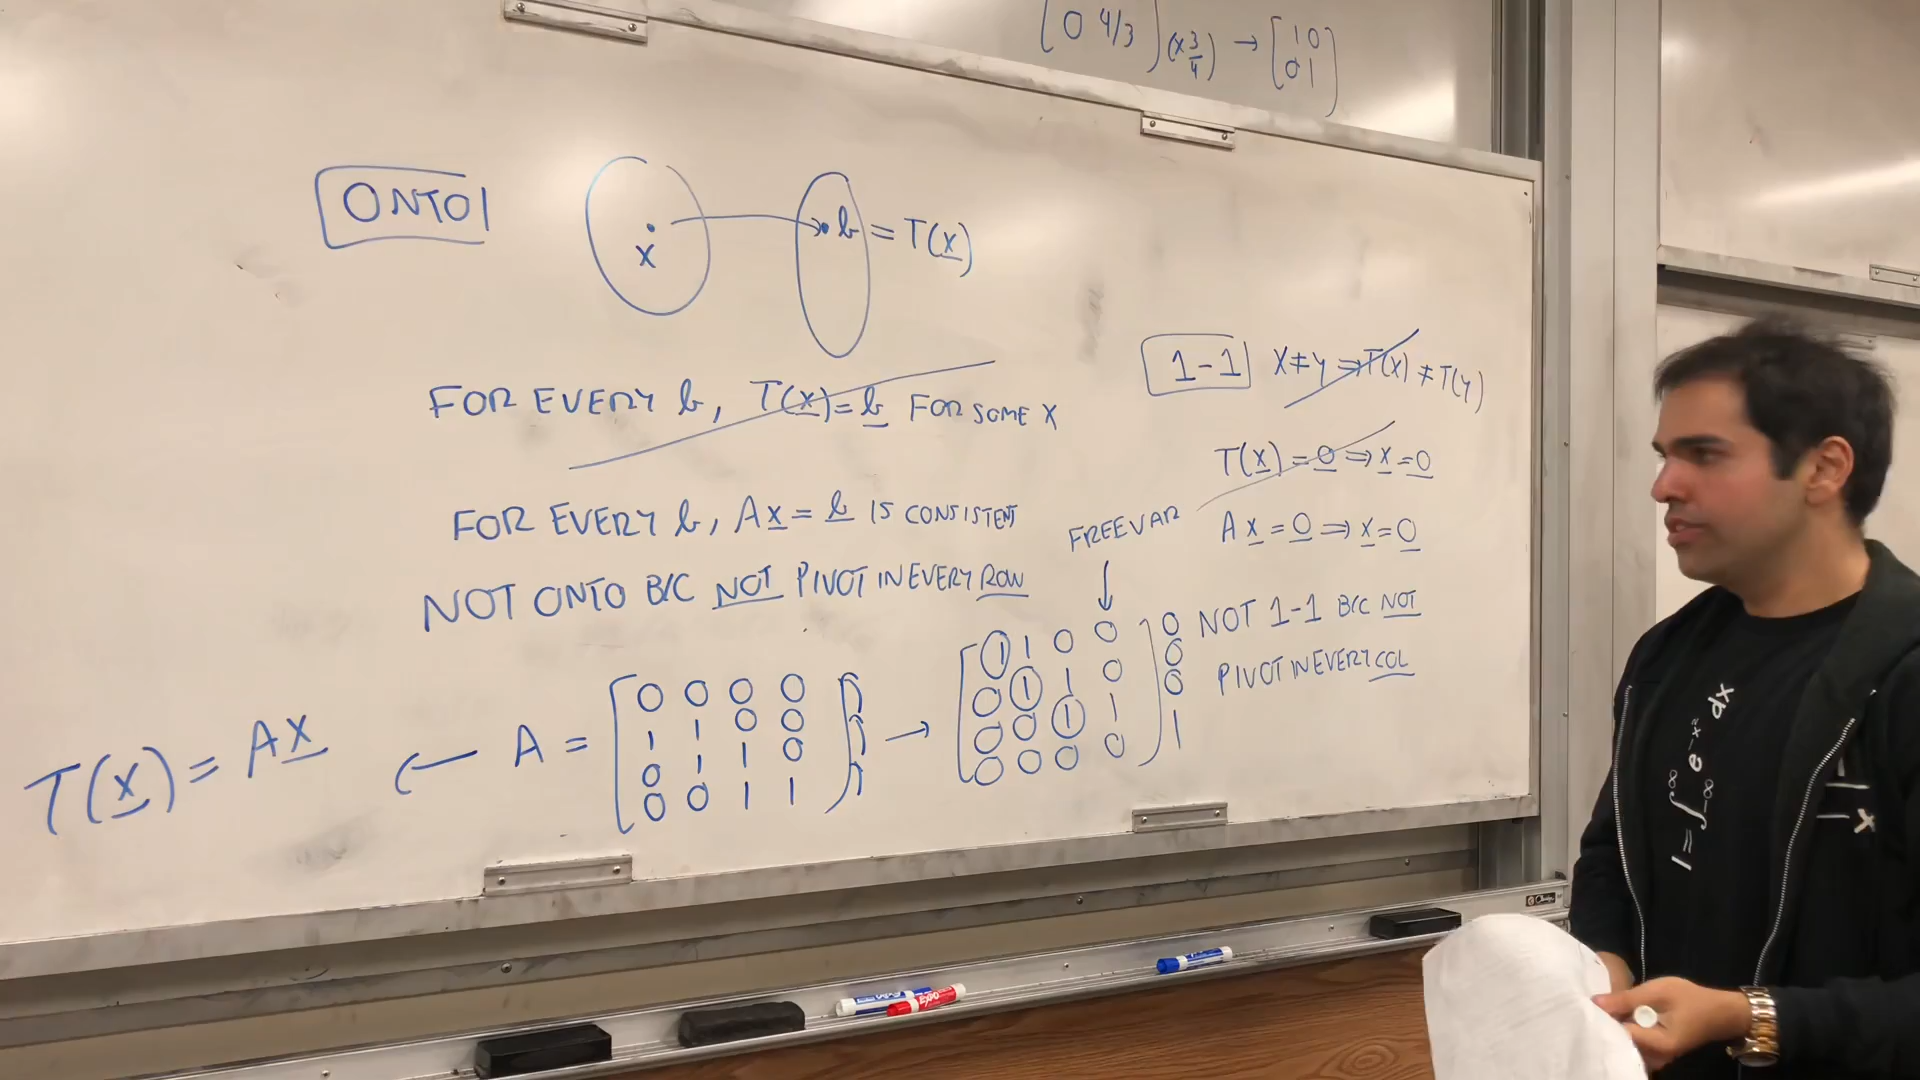 [0 4/3](x 3/4) → [1 0
0 1]
ONTO
x
b = T(x)
FOR EVERY b, T(x) = b FOR SOME X
FOR EVERY b, Ax = b IS CONSISTENT
NOT ONTO B/C NOT PIVOT IN EVERY ROW
1-1 X ≠ y ⇒ T(x) ≠ T(y)
T(x) = 0 ⇒ x = 0
A x = 0 ⇒ x = 0
FREE VAR
↓
NOT 1-1 B/C NOT
PIVOT IN EVERY COL
T(x) = Ax ← A =
0 0 0 0
1 1 0 0
0 1 1 0
0 0 1 1
→
1 1 0 0 0
0 1 1 0 0
0 0 1 1 0
0 0 0 0 1
I = ∫_{-∞}^{∞} e^{-x²} dx
EXPO